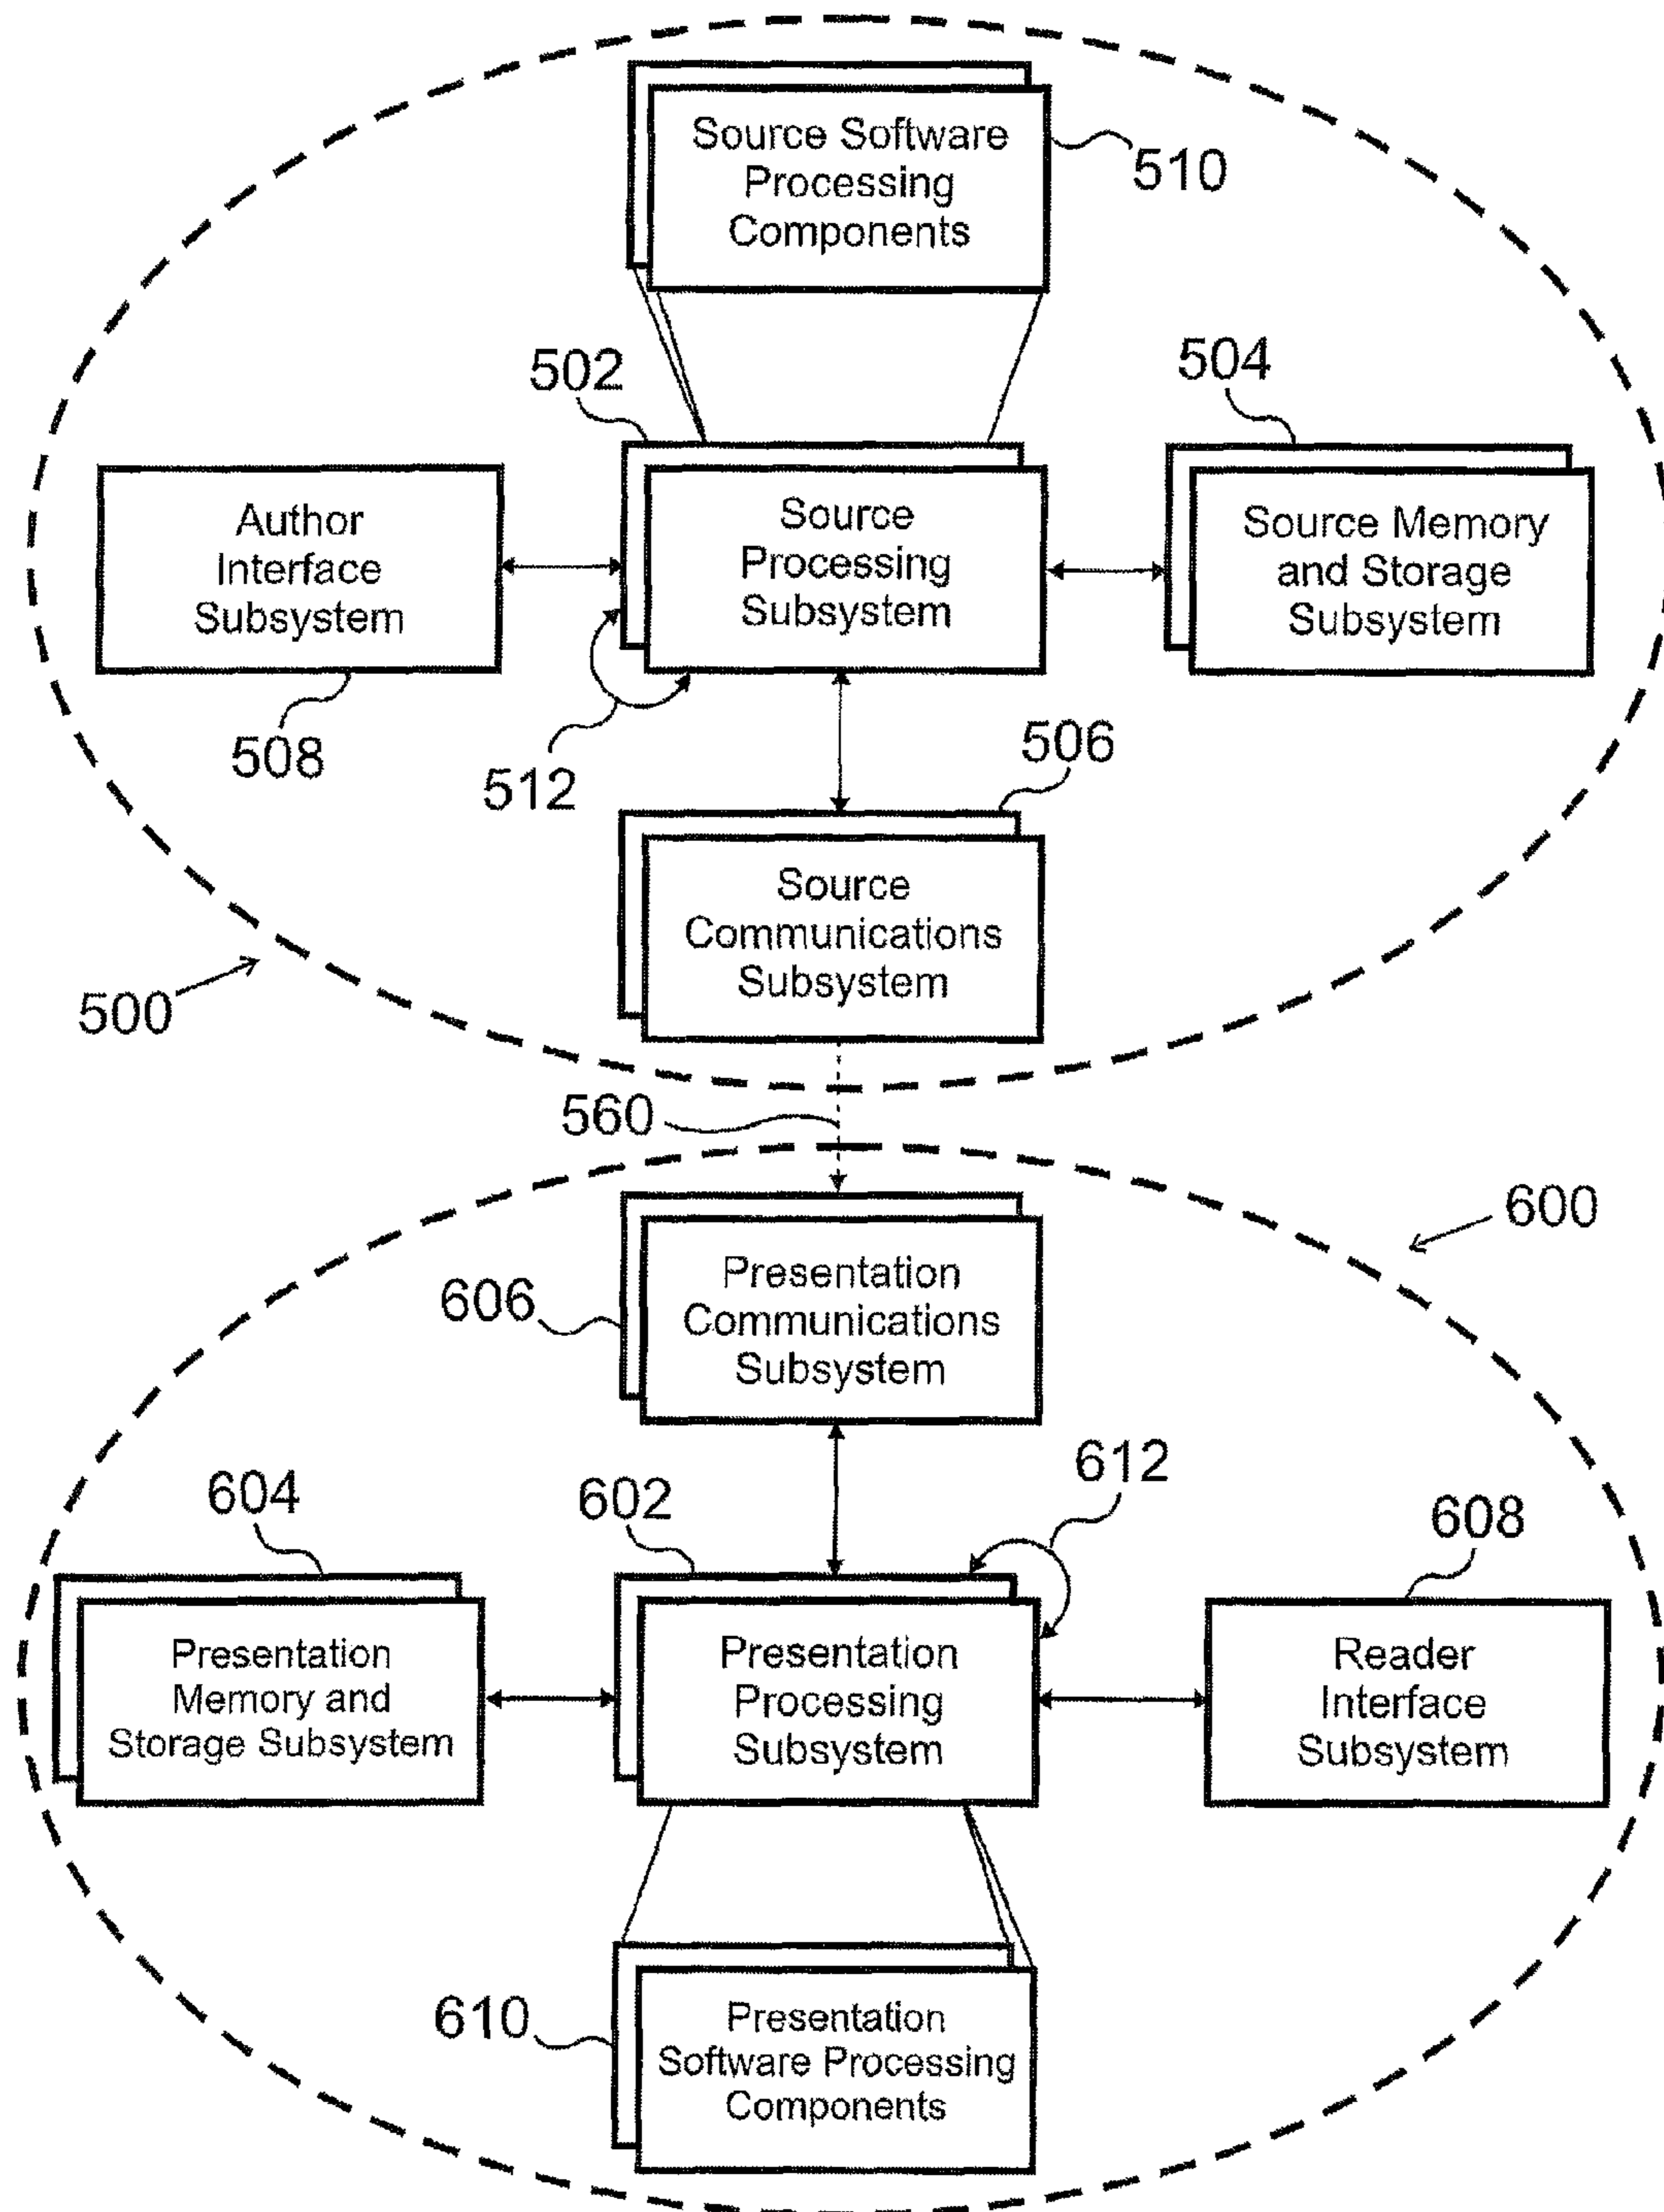 Source Software
Processing
Components
510
502
504
Author
Interface
Subsystem
Source
Processing
Subsystem
Source Memory
and Storage
Subsystem
508
512
506
Source
Communications
Subsystem
500
560
600
Presentation
Communications
Subsystem
606
604
602
612
608
Presentation
Memory and
Storage Subsystem
Presentation
Processing
Subsystem
Reader
Interface
Subsystem
610
Presentation
Software Processing
Components